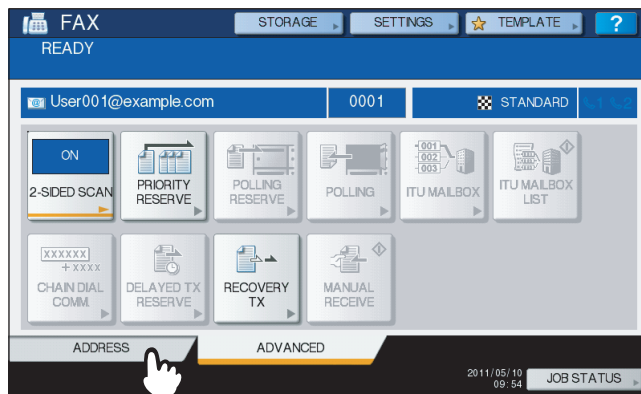 FAX
STORAGE
SETTINGS
TEMPLATE
?
READY
@ User001@example.com
0001
STANDARD
1 2
ON
2-SIDED SCAN
PRIORITY
RESERVE
POLLING
RESERVE
POLLING
001
002
003
ITU MAILBOX
ITU MAILBOX
LIST
XXXXXX
+ XXXX
CHAIN DIAL
COMM.
DELAYED TX
RESERVE
RECOVERY
TX
MANUAL
RECEIVE
ADDRESS
ADVANCED
2011/05/10
09:54
JOB STATUS